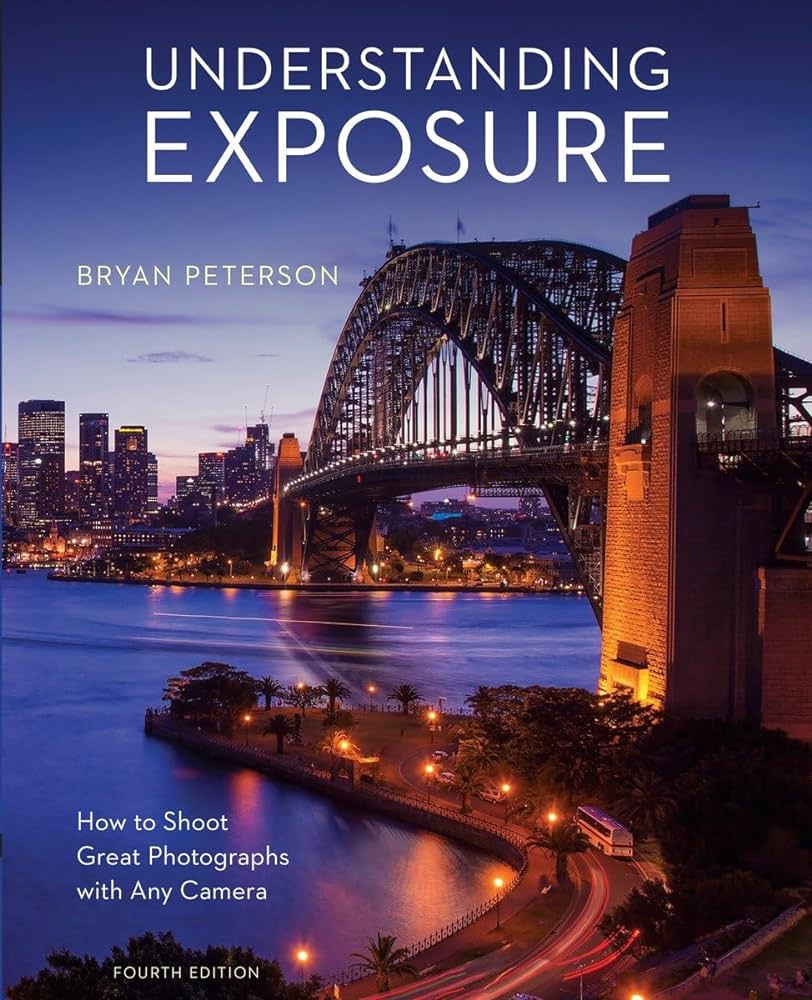 UNDERSTANDING
EXPOSURE
BRYAN PETERSON
How to Shoot
Great Photographs
with Any Camera
FOURTH EDITION